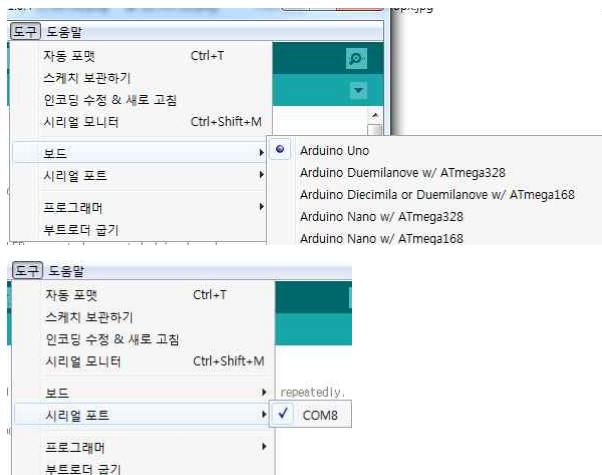 도구 도움말
자동 포맷 Ctrl+T
스케치 보관하기
인코딩 수정 & 새로 고침
시리얼 모니터 Ctrl+Shift+M
보드
시리얼 포트
프로그래머
부트로더 굽기
Arduino Uno
Arduino Duemilanove w/ ATmega328
Arduino Diecimila or Duemilanove w/ ATmega168
Arduino Nano w/ ATmega328
Arduino Nano w/ ATmega168
도구 도움말
자동 포맷 Ctrl+T
스케치 보관하기
인코딩 수정 & 새로 고침
시리얼 모니터 Ctrl+Shift+M
보드 repeatedly.
시리얼 포트 COM8
프로그래머
부트로더 굽기